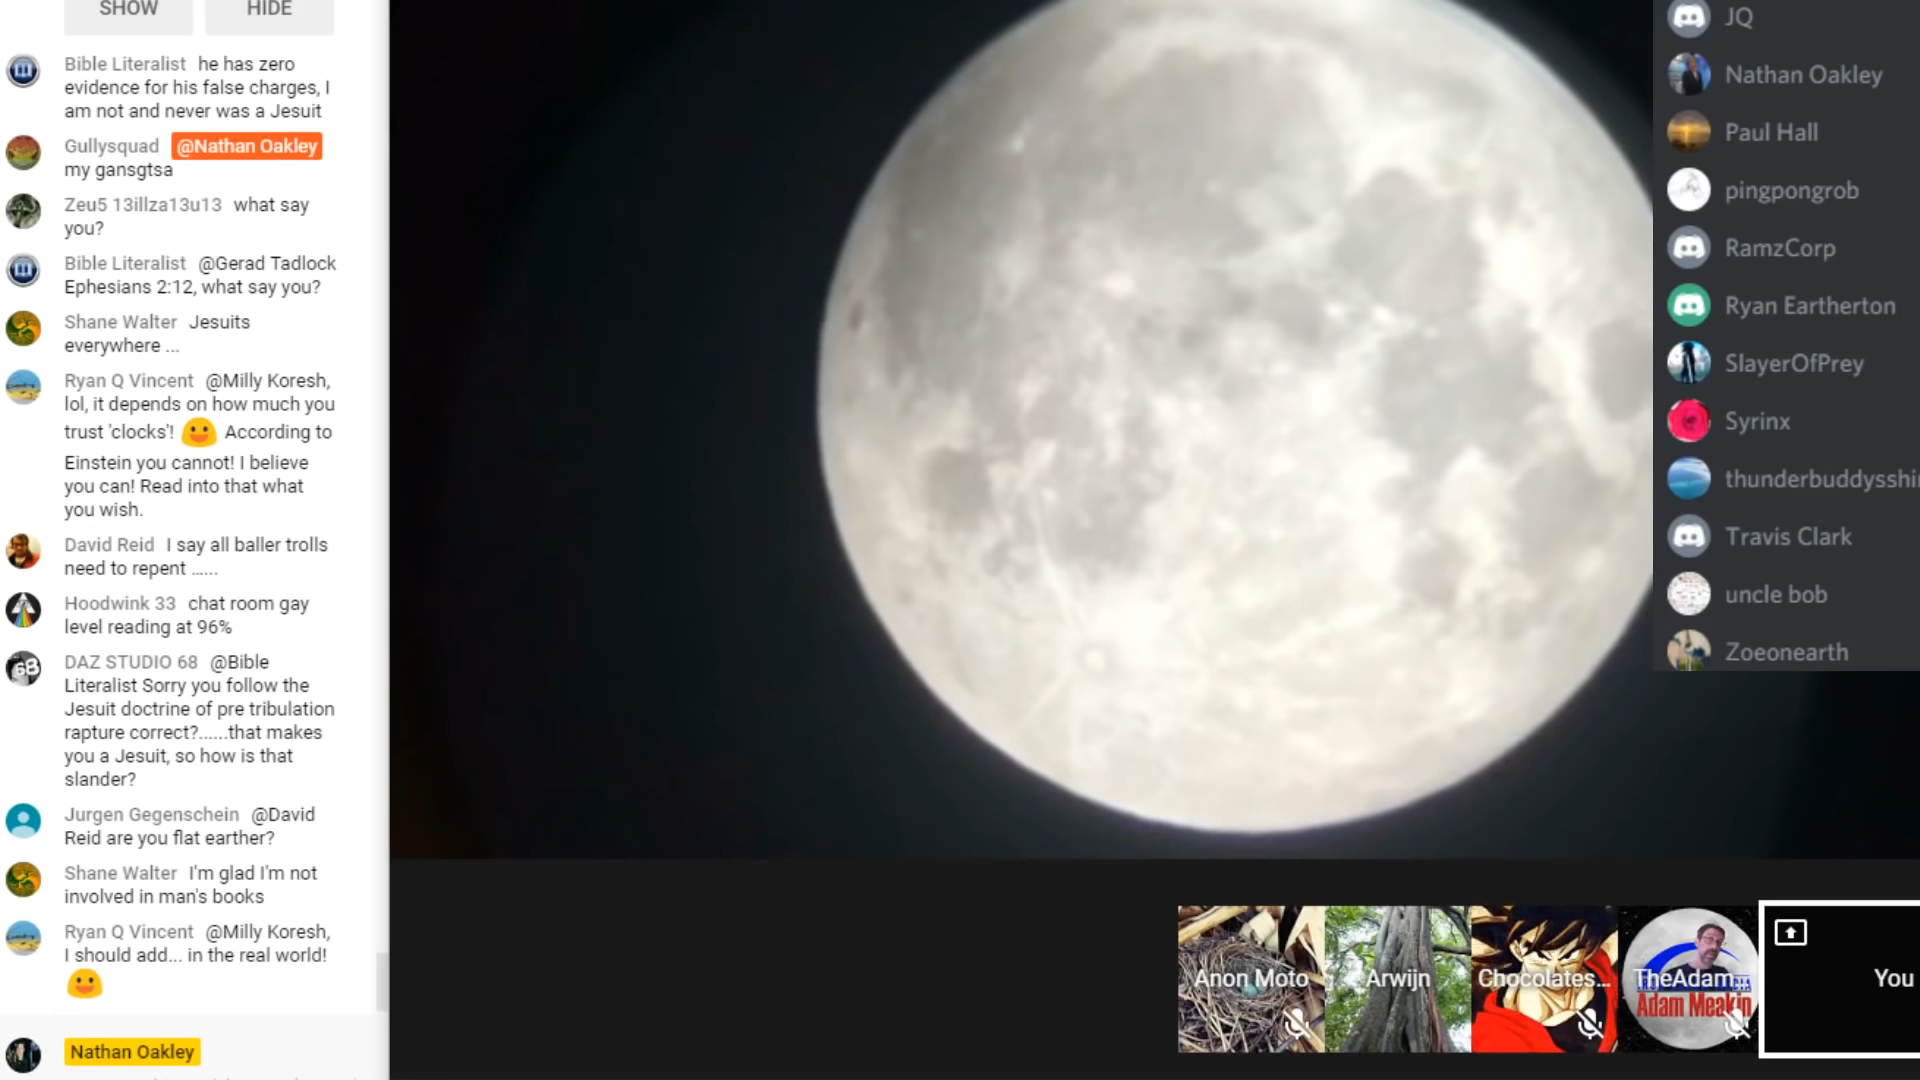 SHOW HIDE
Bible Literalist he has zero
evidence for his false charges, I
am not and never was a Jesuit
Gullysquad @Nathan Oakley
my gansgtsa
Zeu5 13illza13u13 what say
you?
Bible Literalist @Gerad Tadlock
Ephesians 2:12, what say you?
Shane Walter Jesuits
everywhere ...
Ryan Q Vincent @Milly Koresh,
lol, it depends on how much you
trust 'clocks'! According to
Einstein you cannot! I believe
you can! Read into that what
you wish.
David Reid I say all baller trolls
need to repent ......
Hoodwink 33 chat room gay
level reading at 96%
DAZ STUDIO 68 @Bible
Literalist Sorry you follow the
Jesuit doctrine of pre tribulation
rapture correct?......that makes
you a Jesuit, so how is that
slander?
Jurgen Gegenschein @David
Reid are you flat earther?
Shane Walter I'm glad I'm not
involved in man's books
Ryan Q Vincent @Milly Koresh,
I should add... in the real world!
Nathan Oakley
JQ
Nathan Oakley
Paul Hall
pingpongrob
RamzCorp
Ryan Eartherton
SlayerOfPrey
Syrinx
thunderbuddysshi
Travis Clark
uncle bob
Zoeonearth
Anon Moto
Arwijn
Chocolates...
TheAdam...
Adam Meakin
You
68